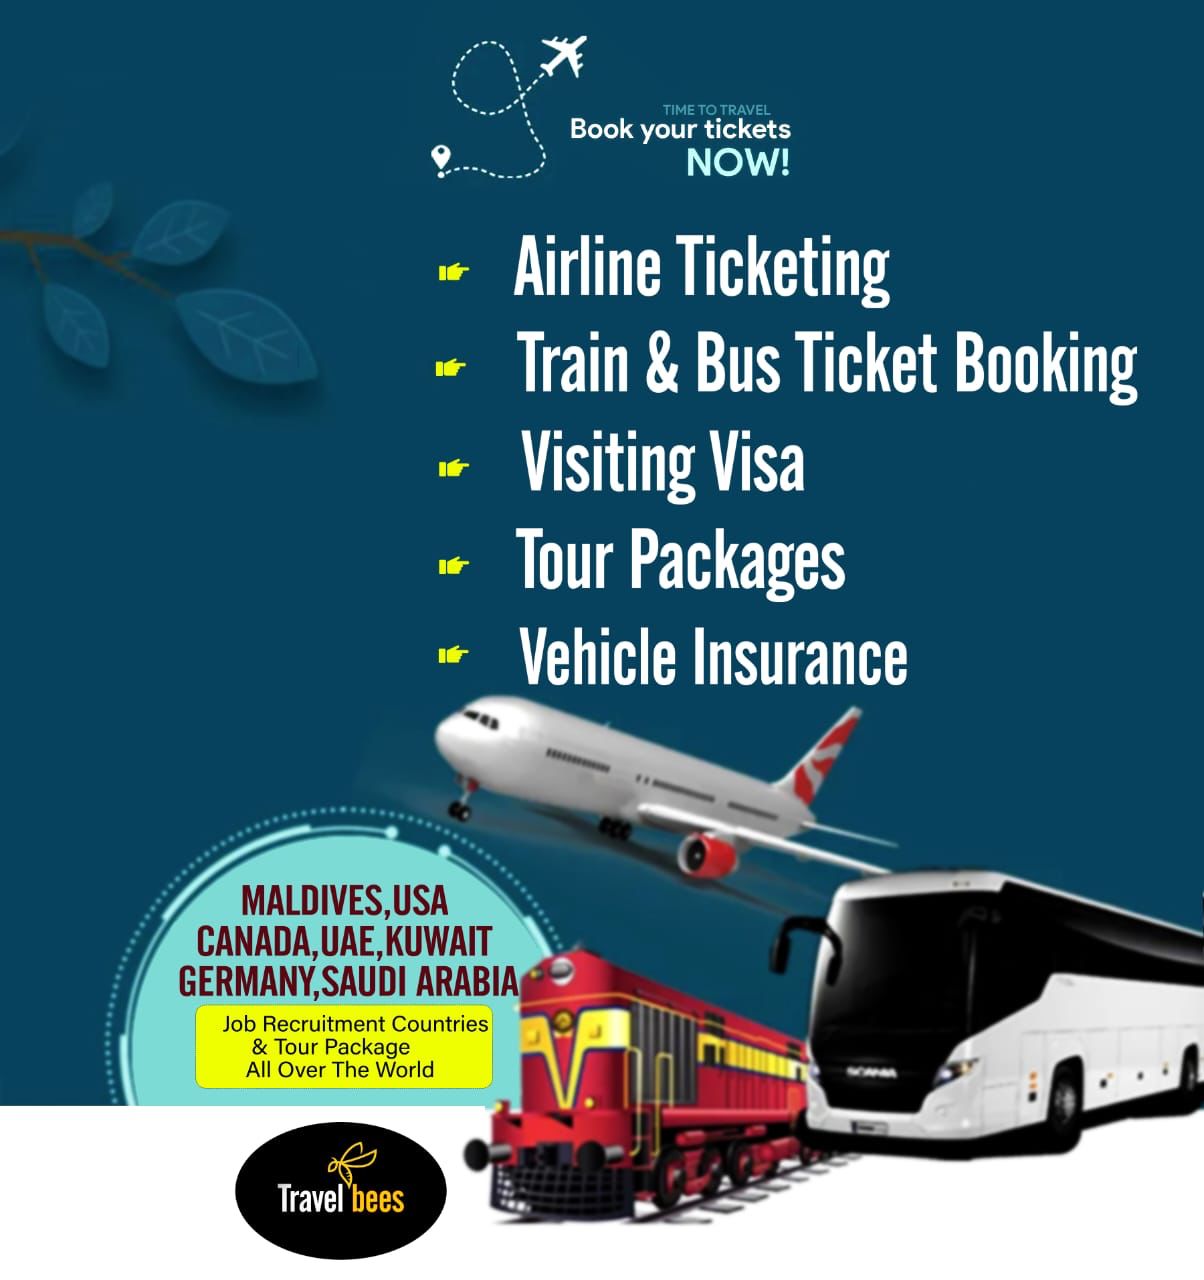 TIME TO TRAVEL
Book your tickets
NOW!
Airline Ticketing
Train & Bus Ticket Booking
Visiting Visa
Tour Packages
Vehicle Insurance
MALDIVES,USA
CANADA,UAE,KUWAIT
GERMANY,SAUDI ARABIA
Job Recruitment Countries
& Tour Package
All Over The World
SCANIA
Travel bees